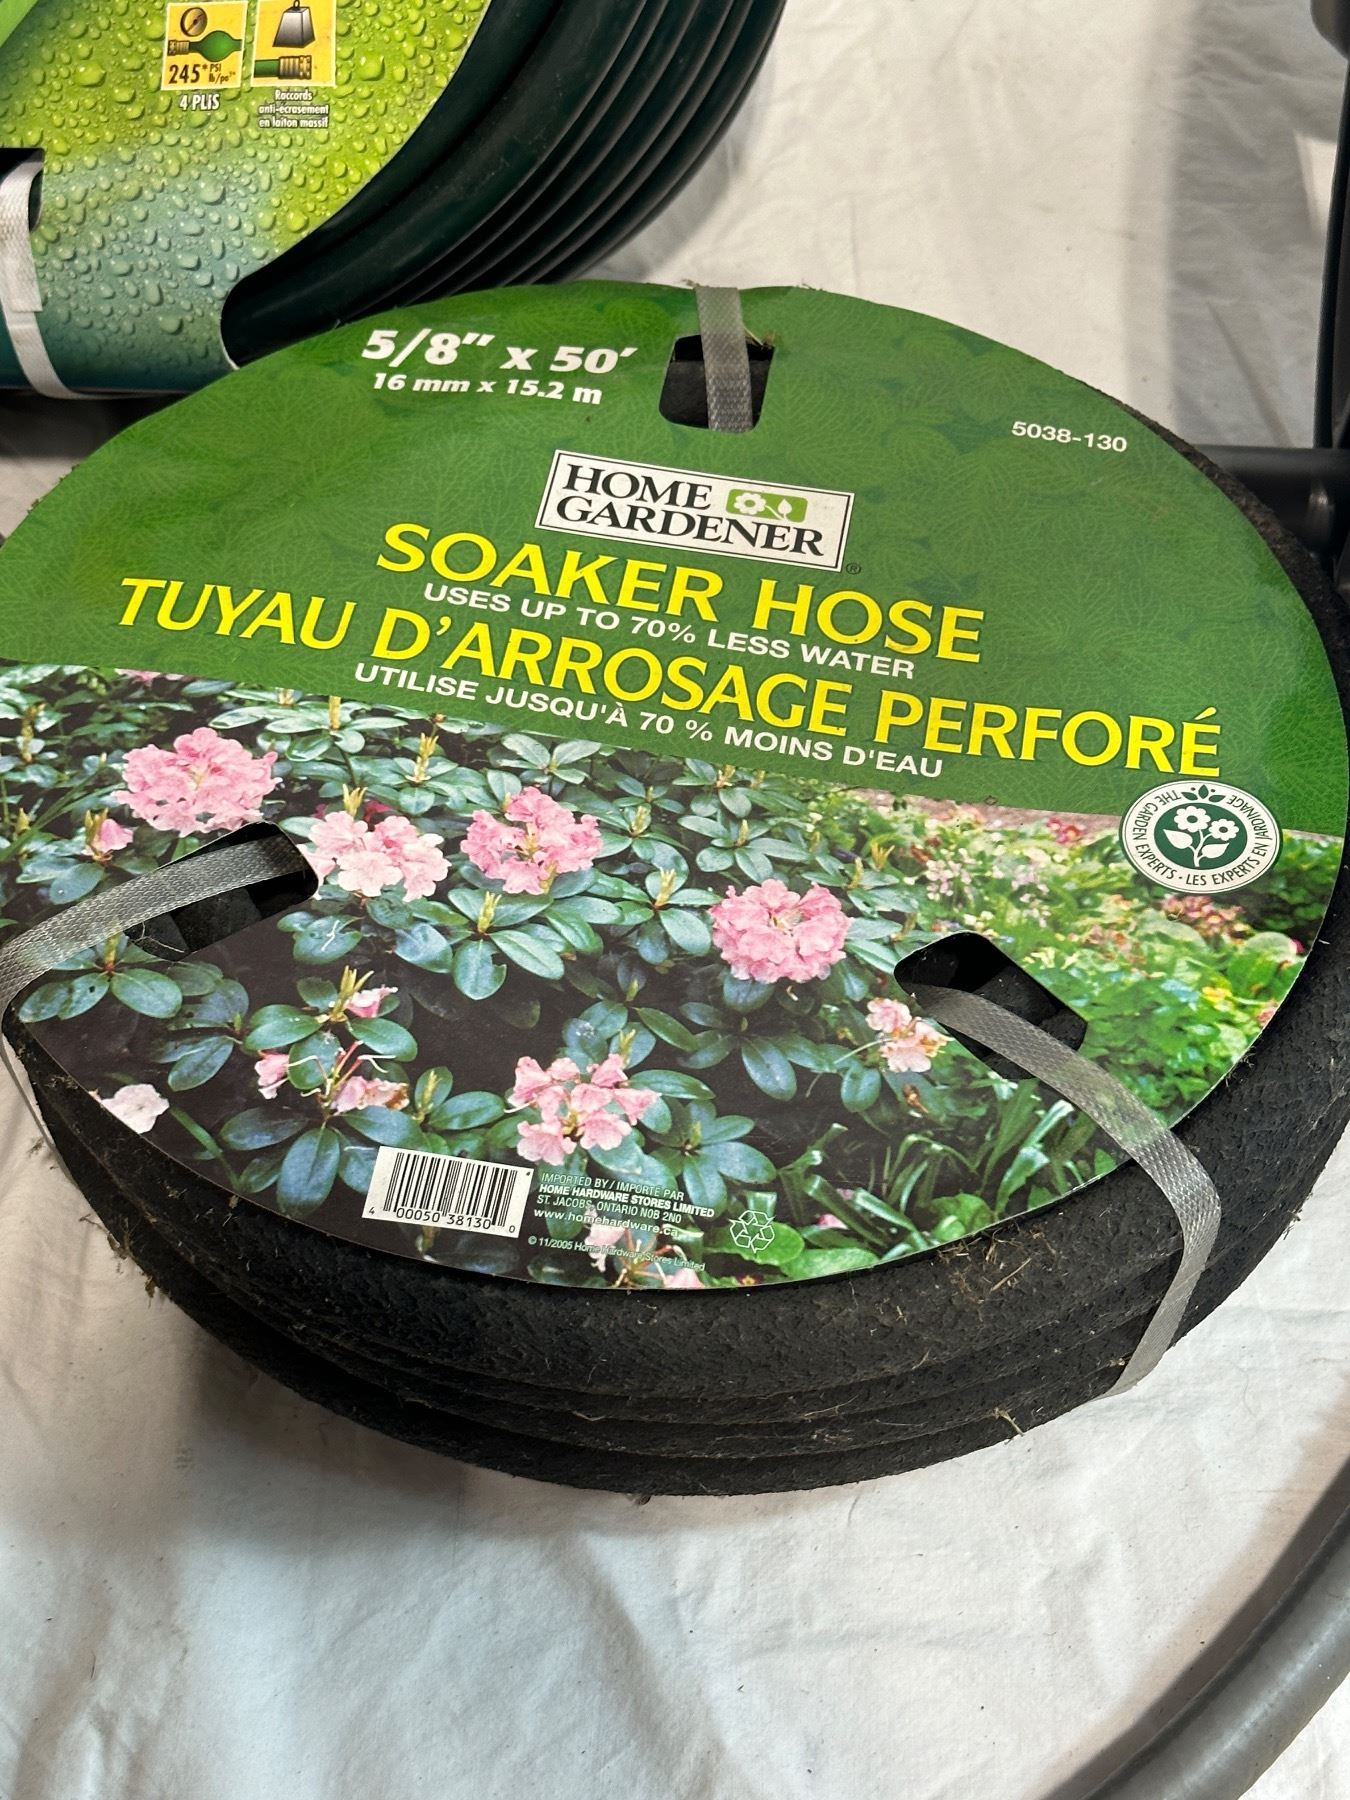 245* PSI
lb/po²*
4 PLIS
Raccords
anti-écrasement
en laiton massif
5/8" x 50'
16 mm x 15.2 m
5038-130
HOME
GARDENER
®
SOAKER HOSE
USES UP TO 70% LESS WATER
TUYAU D'ARROSAGE PERFORÉ
UTILISE JUSQU'À 70 % MOINS D'EAU
THE GARDEN EXPERTS · LES EXPERTS EN JARDINAGE
4 00050 38130 0
4
IMPORTED BY / IMPORTÉ PAR
HOME HARDWARE STORES LIMITED
ST. JACOBS, ONTARIO N0B 2N0
www.homehardware.ca
© 11/2005 Home Hardware Stores Limited